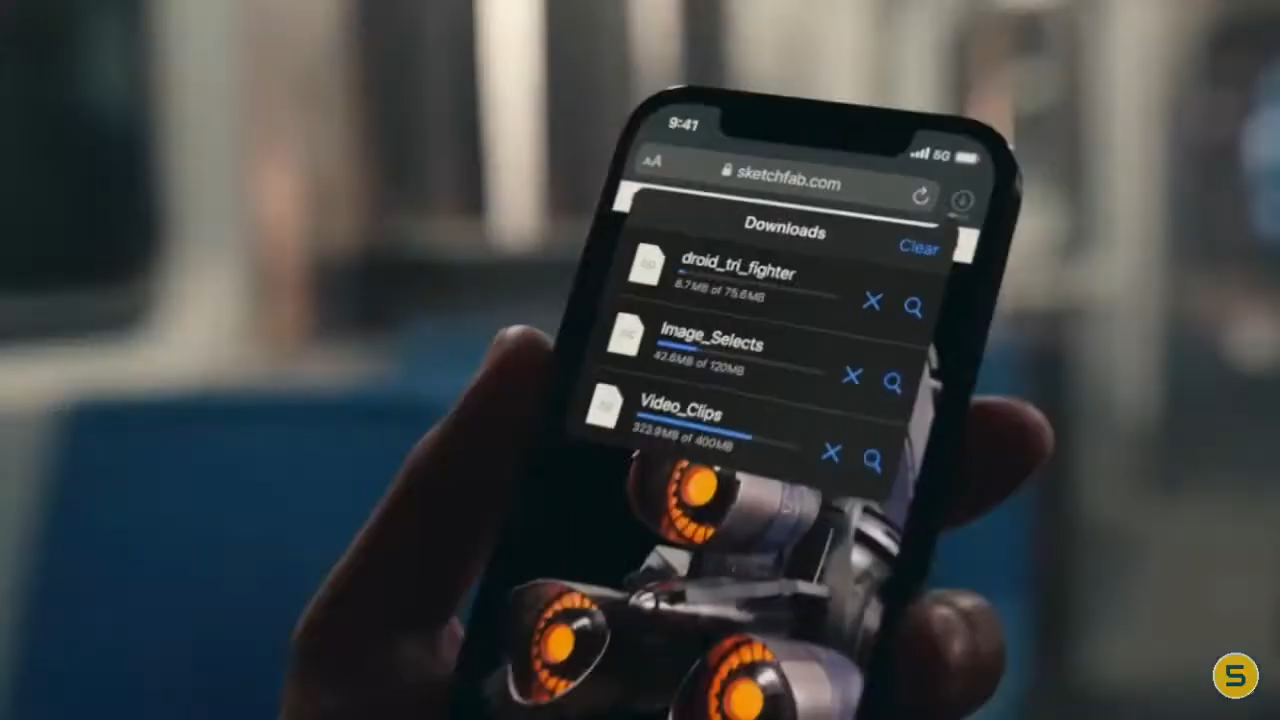 9:41
5G
AA
sketchfab.com
Downloads
Clear
droid_tri_fighter
6.7MB of 75.6MB
Image_Selects
42.6MB of 120MB
Video_Clips
323.9MB of 400MB
S